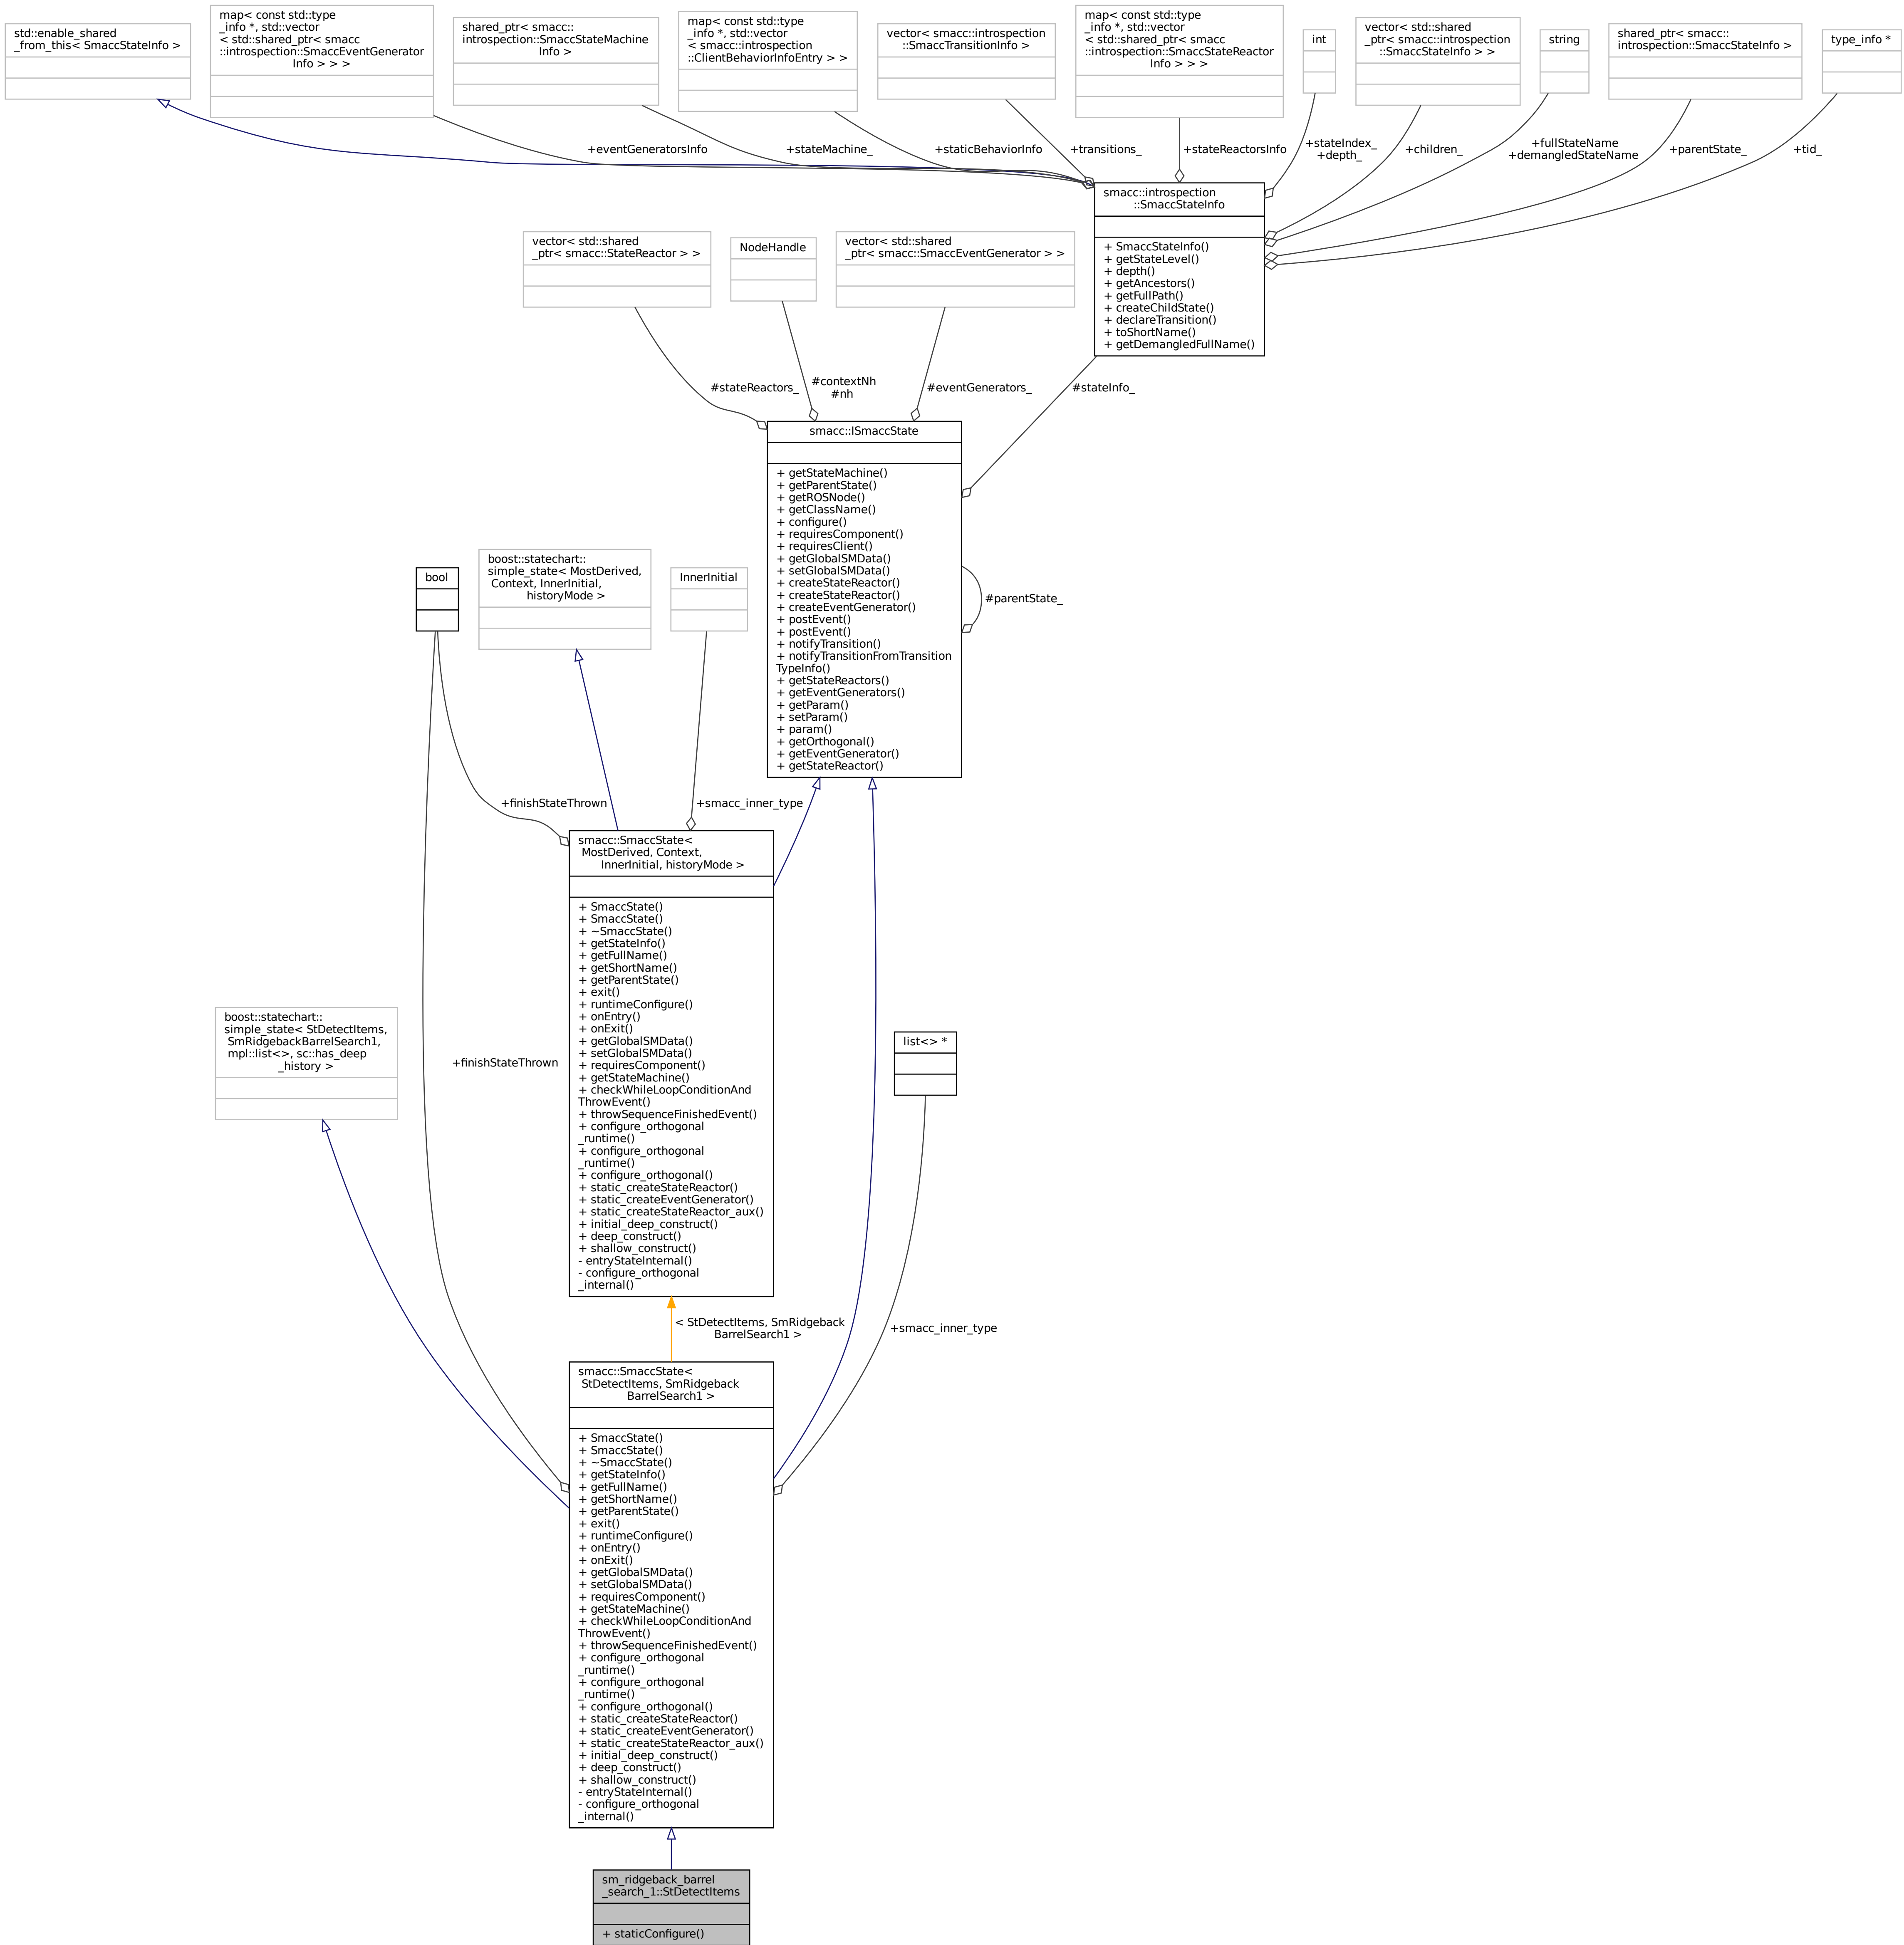 std::enable_shared
_from_this< SmaccStateInfo >
map< const std::type
_info *, std::vector
< std::shared_ptr< smacc
::introspection::SmaccEventGenerator
Info > > >
shared_ptr< smacc::
introspection::SmaccStateMachine
Info >
map< const std::type
_info *, std::vector
< smacc::introspection
::ClientBehaviorInfoEntry > >
vector< smacc::introspection
::SmaccTransitionInfo >
map< const std::type
_info *, std::vector
< std::shared_ptr< smacc
::introspection::SmaccStateReactor
Info > > >
int
vector< std::shared
_ptr< smacc::introspection
::SmaccStateInfo > >
string
shared_ptr< smacc::
introspection::SmaccStateInfo >
type_info *
+eventGeneratorsInfo
+stateMachine_
+staticBehaviorInfo
+transitions_
+stateReactorsInfo
+stateIndex_
+depth_
+children_
+fullStateName
+demangledStateName
+parentState_
+tid_
smacc::introspection
::SmaccStateInfo
+ SmaccStateInfo()
+ getStateLevel()
+ depth()
+ getAncestors()
+ getFullPath()
+ createChildState()
+ declareTransition()
+ toShortName()
+ getDemangledFullName()
vector< std::shared
_ptr< smacc::StateReactor > >
NodeHandle
vector< std::shared
_ptr< smacc::SmaccEventGenerator > >
#stateReactors_
#contextNh
#nh
#eventGenerators_
#stateInfo_
smacc::ISmaccState
+ getStateMachine()
+ getParentState()
+ getROSNode()
+ getClassName()
+ configure()
+ requiresComponent()
+ requiresClient()
+ getGlobalSMData()
+ setGlobalSMData()
+ createStateReactor()
+ createStateReactor()
+ createEventGenerator()
+ postEvent()
+ postEvent()
+ notifyTransition()
+ notifyTransitionFromTransition
TypeInfo()
+ getStateReactors()
+ getEventGenerators()
+ getParam()
+ setParam()
+ param()
+ getOrthogonal()
+ getEventGenerator()
+ getStateReactor()
#parentState_
bool
boost::statechart::
simple_state< MostDerived,
Context, InnerInitial,
historyMode >
InnerInitial
+finishStateThrown
+smacc_inner_type
smacc::SmaccState<
MostDerived, Context,
InnerInitial, historyMode >
+ SmaccState()
+ SmaccState()
+ ~SmaccState()
+ getStateInfo()
+ getFullName()
+ getShortName()
+ getParentState()
+ exit()
+ runtimeConfigure()
+ onEntry()
+ onExit()
+ getGlobalSMData()
+ setGlobalSMData()
+ requiresComponent()
+ getStateMachine()
+ checkWhileLoopConditionAnd
ThrowEvent()
+ throwSequenceFinishedEvent()
+ configure_orthogonal
_runtime()
+ configure_orthogonal
_runtime()
+ configure_orthogonal()
+ static_createStateReactor()
+ static_createEventGenerator()
+ static_createStateReactor_aux()
+ initial_deep_construct()
+ deep_construct()
+ shallow_construct()
- entryStateInternal()
- configure_orthogonal
_internal()
boost::statechart::
simple_state< StDetectItems,
SmRidgebackBarrelSearch1,
mpl::list<>, sc::has_deep
_history >
+finishStateThrown
list<> *
< StDetectItems, SmRidgeback
BarrelSearch1 >
+smacc_inner_type
smacc::SmaccState<
StDetectItems, SmRidgeback
BarrelSearch1 >
+ SmaccState()
+ SmaccState()
+ ~SmaccState()
+ getStateInfo()
+ getFullName()
+ getShortName()
+ getParentState()
+ exit()
+ runtimeConfigure()
+ onEntry()
+ onExit()
+ getGlobalSMData()
+ setGlobalSMData()
+ requiresComponent()
+ getStateMachine()
+ checkWhileLoopConditionAnd
ThrowEvent()
+ throwSequenceFinishedEvent()
+ configure_orthogonal
_runtime()
+ configure_orthogonal
_runtime()
+ configure_orthogonal()
+ static_createStateReactor()
+ static_createEventGenerator()
+ static_createStateReactor_aux()
+ initial_deep_construct()
+ deep_construct()
+ shallow_construct()
- entryStateInternal()
- configure_orthogonal
_internal()
sm_ridgeback_barrel
_search_1::StDetectItems
+ staticConfigure()